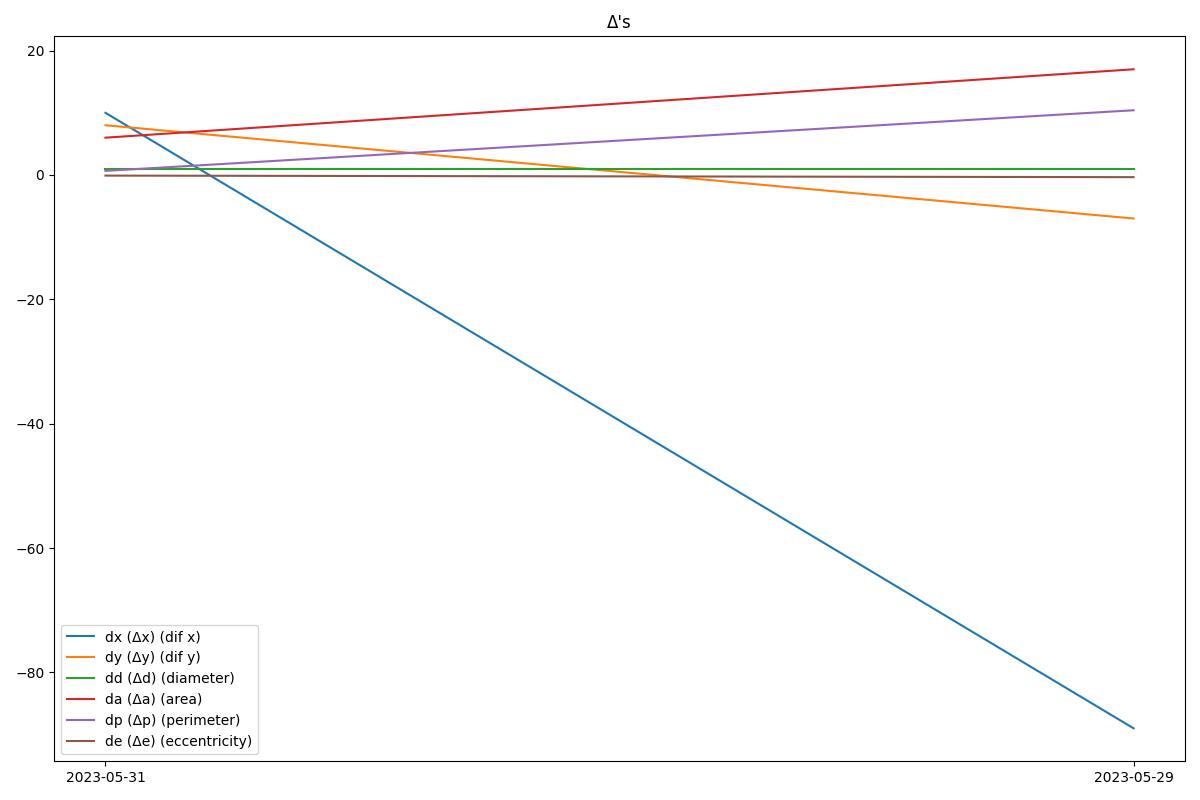 Δ's
20
0
−20
−40
−60
−80
dx (Δx) (dif x)
dy (Δy) (dif y)
dd (Δd) (diameter)
da (Δa) (area)
dp (Δp) (perimeter)
de (Δe) (eccentricity)
2023-05-31
2023-05-29